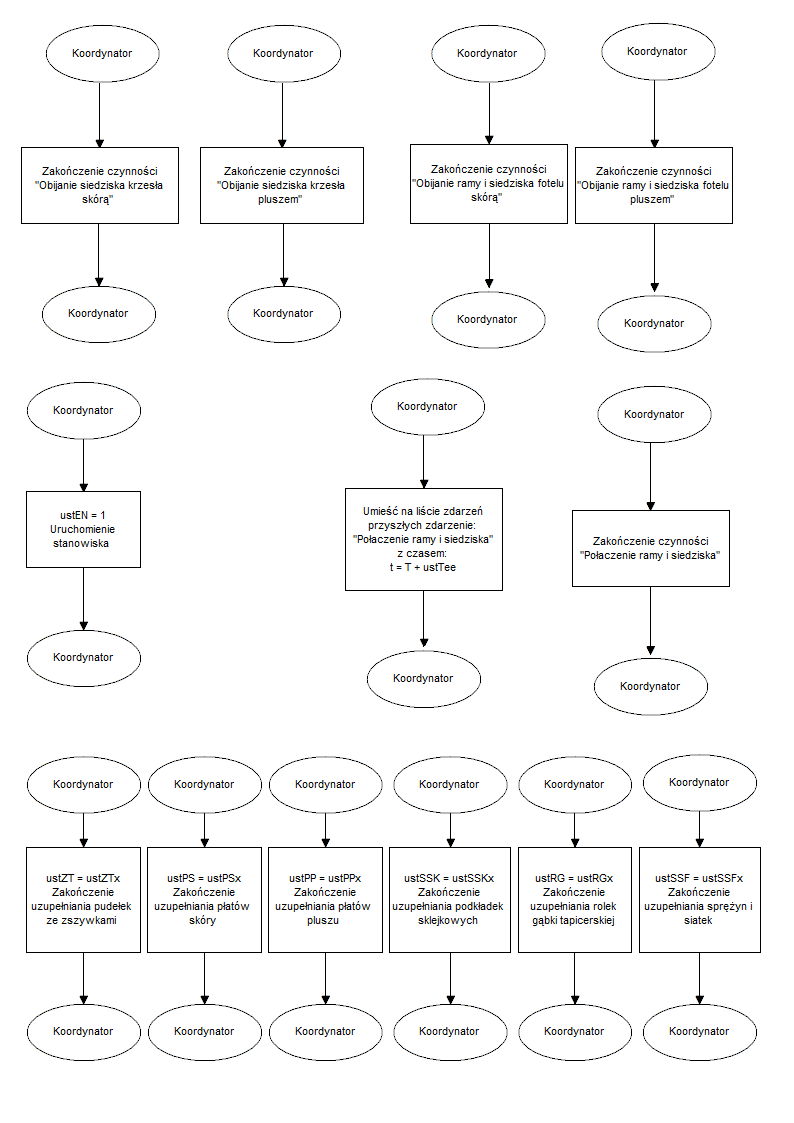 Koordynator
Koordynator
Koordynator
Koordynator
Zakończenie czynności
"Obijanie siedziska krzesła
skórą"
Zakończenie czynności
"Obijanie siedziska krzesła
pluszem"
Zakończenie czynności
"Obijanie ramy i siedziska fotelu
skórą"
Zakończenie czynności
"Obijanie ramy i siedziska fotelu
pluszem"
Koordynator
Koordynator
Koordynator
Koordynator
Koordynator
Koordynator
Koordynator
ustEN = 1
Uruchomienie
stanowiska
Umieść na liście zdarzeń
przyszłych zdarzenie:
"Połaczenie ramy i siedziska"
z czasem:
t = T + ustTee
Zakończenie czynności
"Połaczenie ramy i siedziska"
Koordynator
Koordynator
Koordynator
Koordynator
Koordynator
Koordynator
Koordynator
Koordynator
Koordynator
ustZT = ustZTx
Zakończenie
uzupełniania pudełek
ze zszywkami
ustPS = ustPSx
Zakończenie
uzupełniania płatów
skóry
ustPP = ustPPx
Zakończenie
uzupełniania płatów
pluszu
ustSSK = ustSSKx
Zakończenie
uzupełniania podkładek
sklejkowych
ustRG = ustRGx
Zakończenie
uzupełniania rolek
gąbki tapicerskiej
ustSSF = ustSSFx
Zakończenie
uzupełniania sprężyn i
siatek
Koordynator
Koordynator
Koordynator
Koordynator
Koordynator
Koordynator